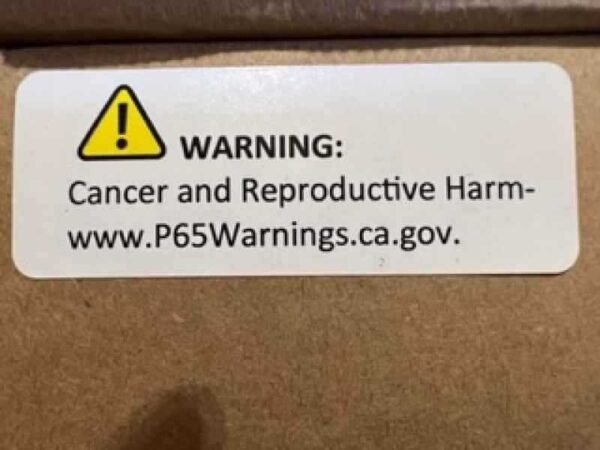 WARNING:
Cancer and Reproductive Harm-
www.P65Warnings.ca.gov.